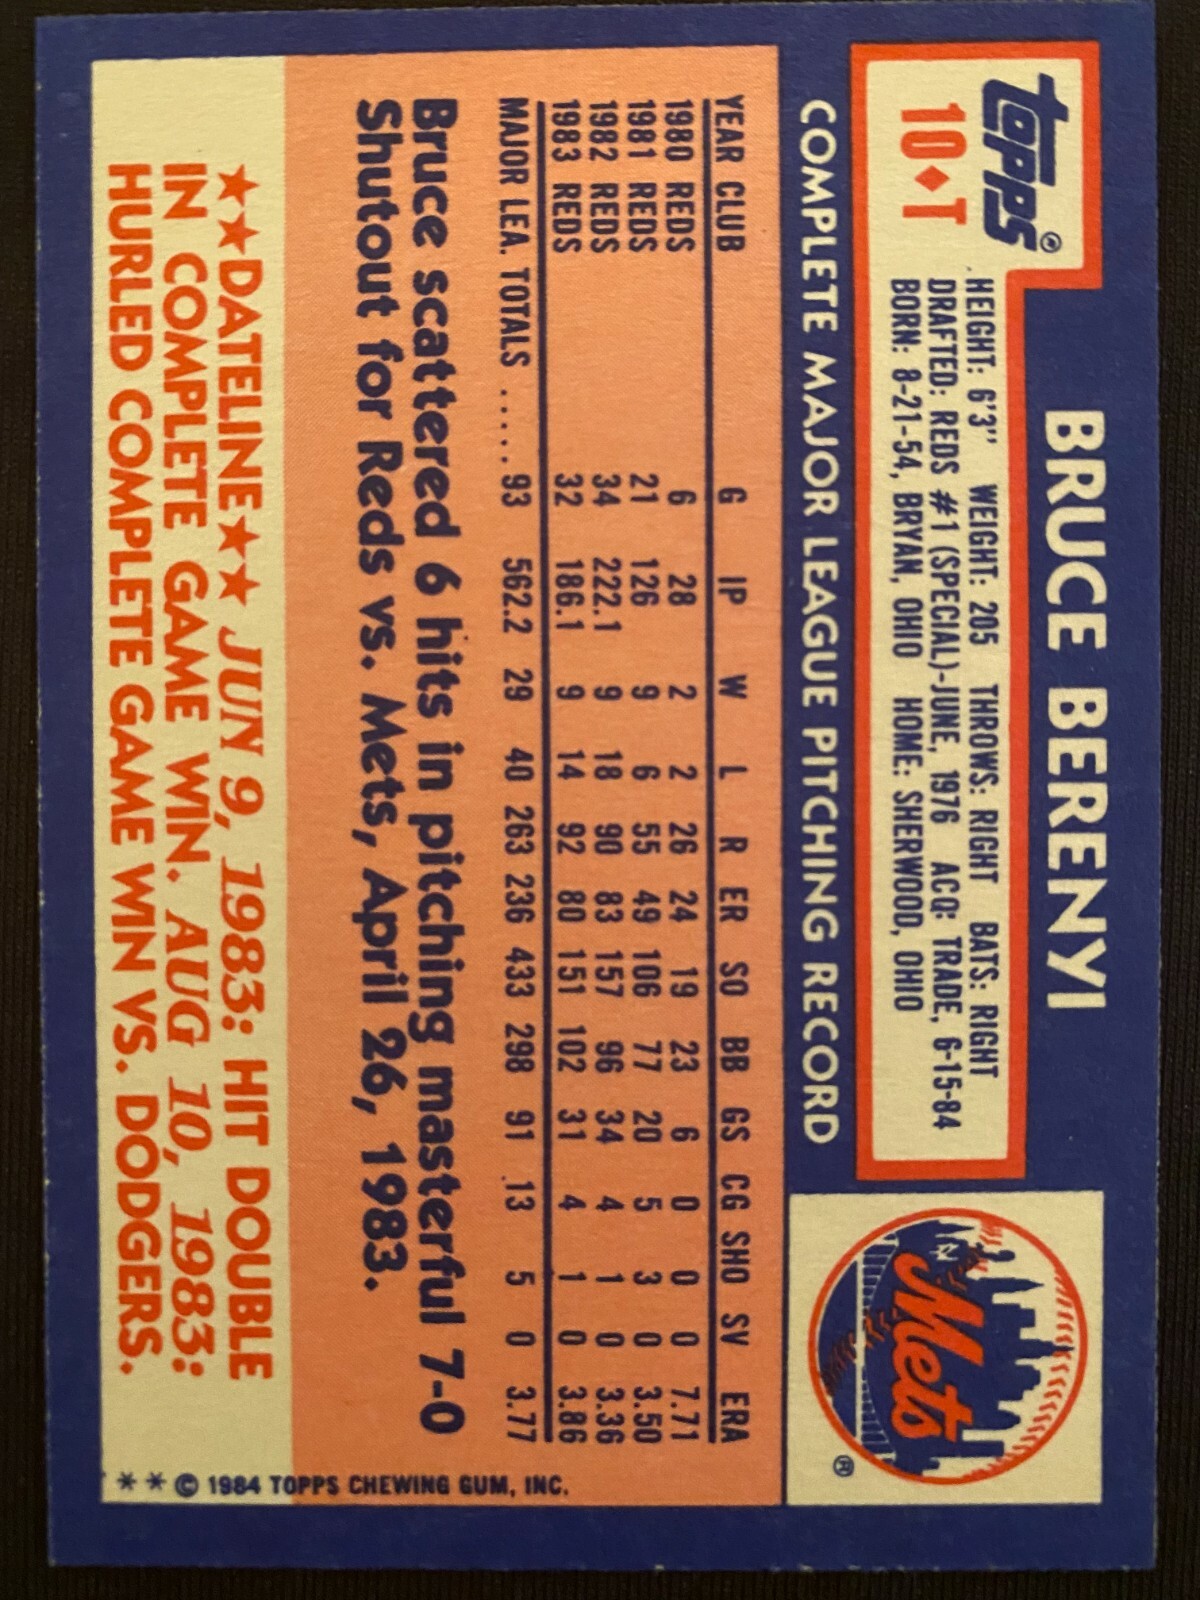 topps®
10♦T
BRUCE BERENYI
HEIGHT: 6'3" WEIGHT: 205 THROWS: RIGHT BATS: RIGHT
DRAFTED: REDS #1 (SPECIAL)-JUNE, 1976 ACQ: TRADE, 6-15-84
BORN: 8-21-54, BRYAN, OHIO HOME: SHERWOOD, OHIO
Mets
®
COMPLETE MAJOR LEAGUE PITCHING RECORD
YEAR CLUB G IP W L R ER SO BB GS CG SHO SV ERA
1980 REDS 6 28 2 2 26 24 19 23 6 0 0 0 7.71
1981 REDS 21 126 9 6 55 49 106 77 20 5 3 0 3.50
1982 REDS 34 222.1 9 18 90 83 157 96 34 4 1 0 3.36
1983 REDS 32 186.1 9 14 92 80 151 102 31 4 1 0 3.86
MAJOR LEA. TOTALS ..... 93 562.2 29 40 263 236 433 298 91 13 5 0 3.77
Bruce scattered 6 hits in pitching masterful 7-0
Shutout for Reds vs. Mets, April 26, 1983.
★★DATELINE★★ JUN 9, 1983: HIT DOUBLE
IN COMPLETE GAME WIN. AUG 10, 1983:
HURLED COMPLETE GAME WIN VS. DODGERS.
** © 1984 TOPPS CHEWING GUM, INC.